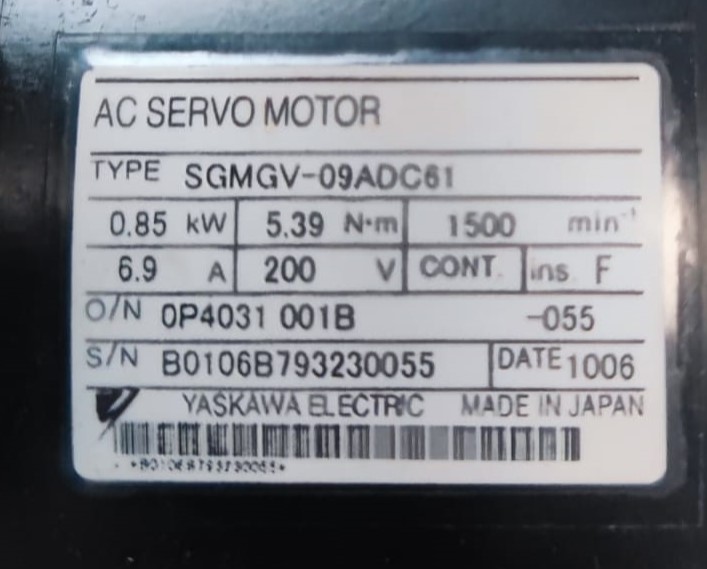 AC SERVO MOTOR
TYPE SGMGV-09ADC61
0.85 kW 5.39 N·m 1500 min⁻¹
6.9 A 200 V CONT. ins F
O/N 0P4031 001B -055
S/N B0106B793230055 DATE 1006
YASKAWA ELECTRIC MADE IN JAPAN
*B0106B793230055*